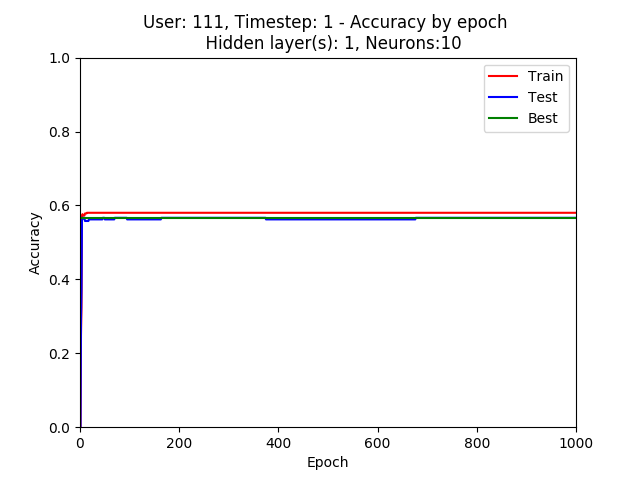 User: 111, Timestep: 1 - Accuracy by epoch
Hidden layer(s): 1, Neurons:10
Train
Test
Best
1.0
0.8
0.6
0.4
0.2
0.0
Accuracy
0
200
400
600
800
1000
Epoch